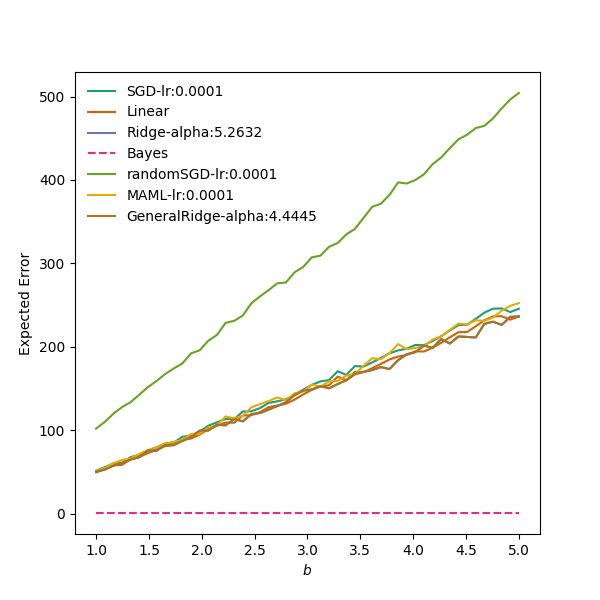 SGD-lr:0.0001
Linear
Ridge-alpha:5.2632
Bayes
randomSGD-lr:0.0001
MAML-lr:0.0001
GeneralRidge-alpha:4.4445
Expected Error
500
400
300
200
100
0
1.0 1.5 2.0 2.5 3.0 3.5 4.0 4.5 5.0
b